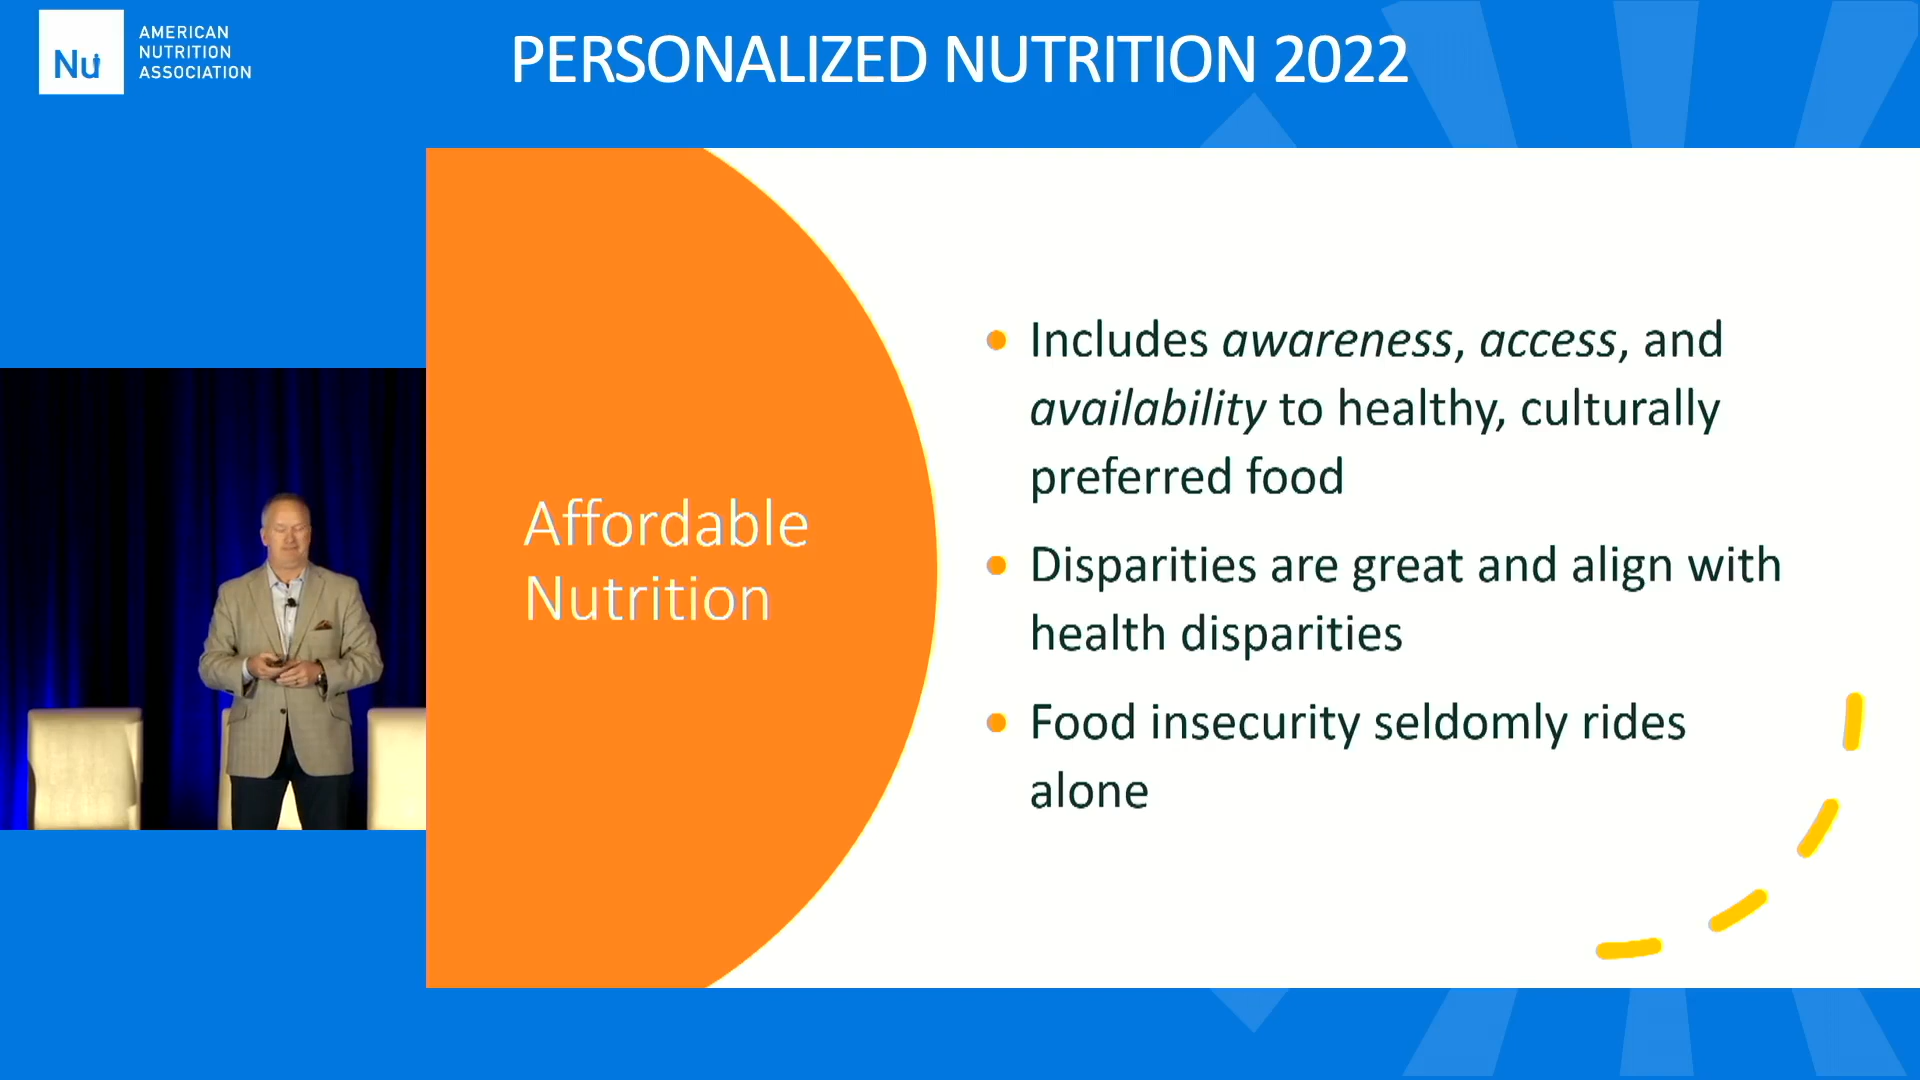 Nu
AMERICAN
NUTRITION
ASSOCIATION
PERSONALIZED NUTRITION 2022
Affordable
Nutrition
• Includes awareness, access, and
availability to healthy, culturally
preferred food
• Disparities are great and align with
health disparities
• Food insecurity seldomly rides
alone